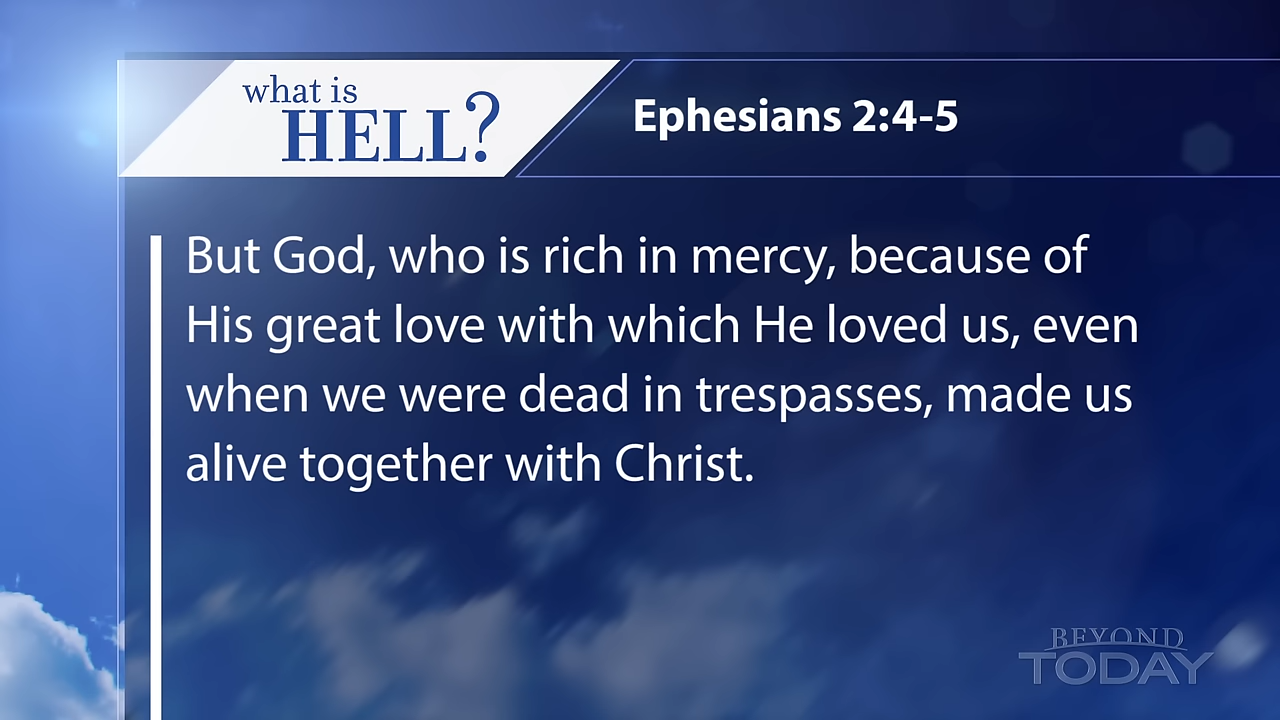 what is
HELL?
Ephesians 2:4-5
But God, who is rich in mercy, because of
His great love with which He loved us, even
when we were dead in trespasses, made us
alive together with Christ.
BEYOND
TODAY